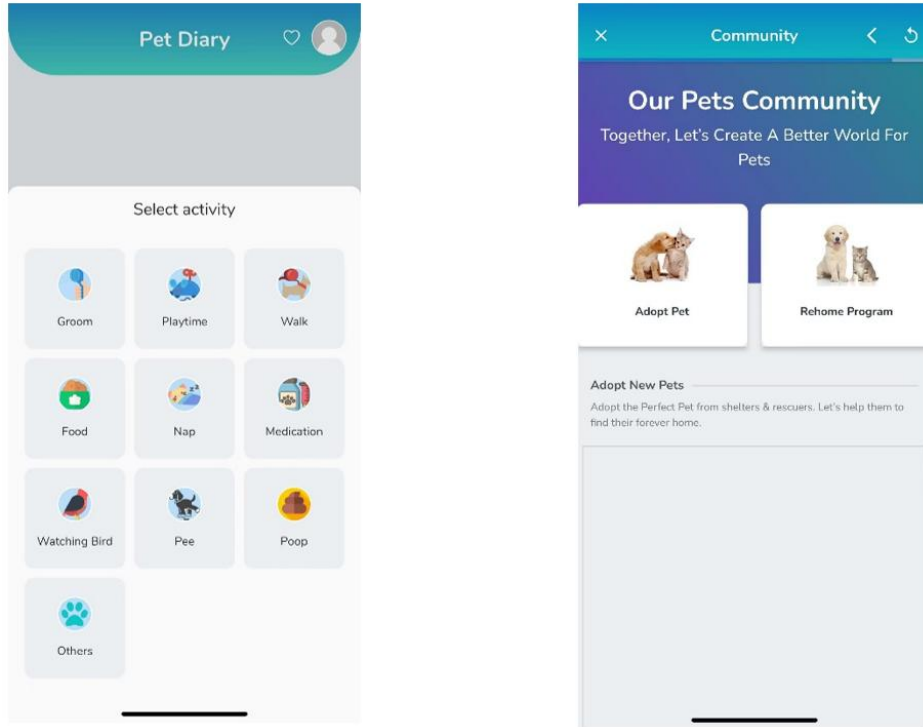 Pet Diary
Select activity
Groom
Playtime
Walk
Food
Nap
Medication
Watching Bird
Pee
Poop
Others
Community
Our Pets Community
Together, Let's Create A Better World For
Pets
Adopt Pet
Rehome Program
Adopt New Pets
Adopt the Perfect Pet from shelters & rescuers. Let's help them to
find their forever home.